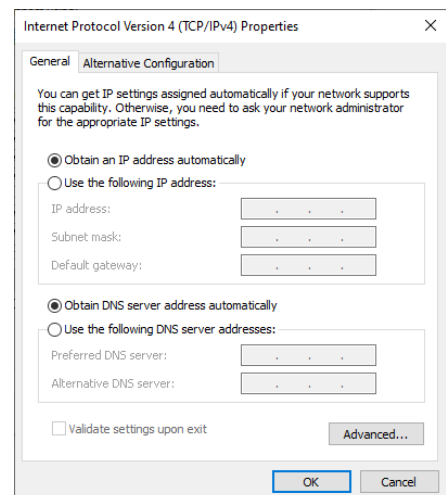 Internet Protocol Version 4 (TCP/IPv4) Properties
General
Alternative Configuration
You can get IP settings assigned automatically if your network supports
this capability. Otherwise, you need to ask your network administrator
for the appropriate IP settings.
Obtain an IP address automatically
Use the following IP address:
IP address:
Subnet mask:
Default gateway:
Obtain DNS server address automatically
Use the following DNS server addresses:
Preferred DNS server:
Alternative DNS server:
Validate settings upon exit
Advanced...
OK
Cancel